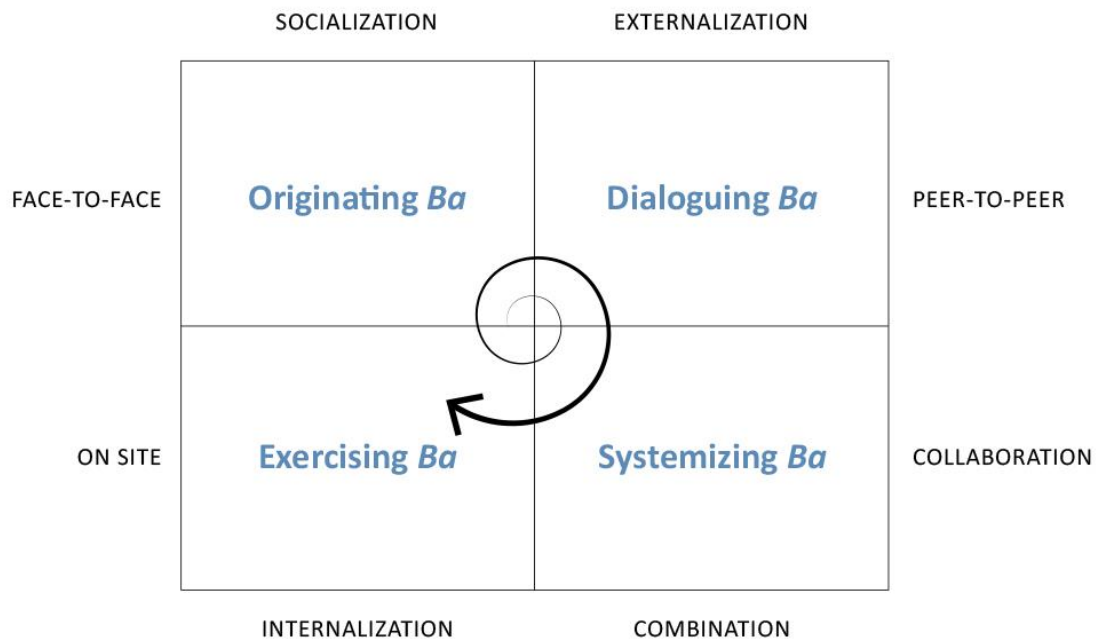 SOCIALIZATION
EXTERNALIZATION
FACE-TO-FACE
Originating Ba
Dialoguing Ba
PEER-TO-PEER
ON SITE
Exercising Ba
Systemizing Ba
COLLABORATION
INTERNALIZATION
COMBINATION